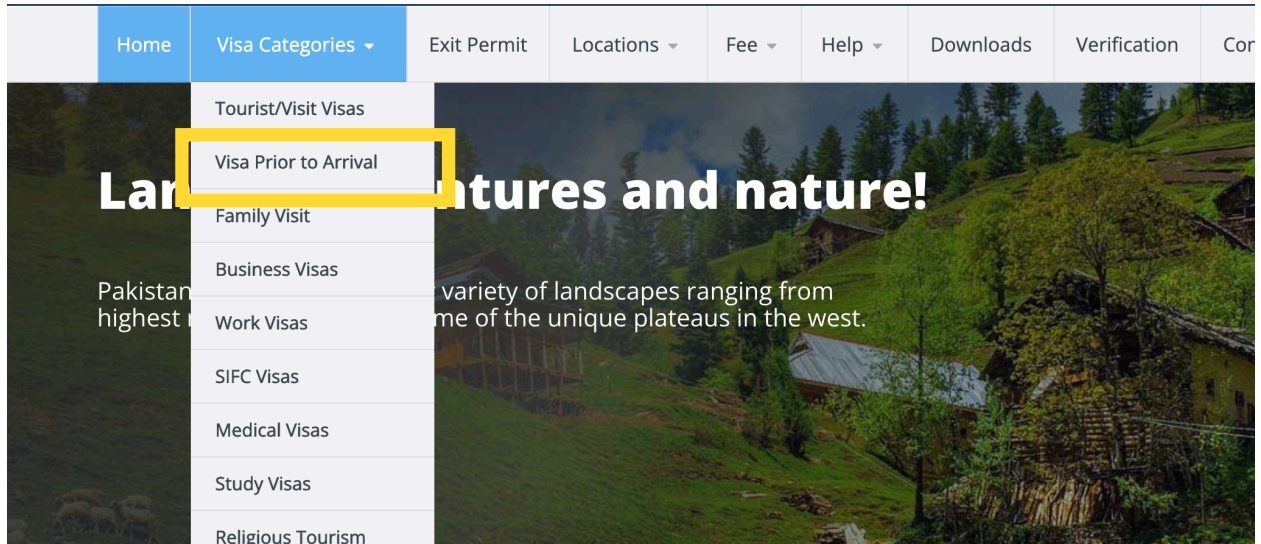 Home Visa Categories Exit Permit Locations Fee Help Downloads Verification
Tourist/Visit Visas
Visa Prior to Arrival
ntures and nature!
Family Visit
Business Visas
Pakistan variety of landscapes ranging from
highest me of the unique plateaus in the west.
Work Visas
SIFC Visas
Medical Visas
Study Visas
Religious Tourism